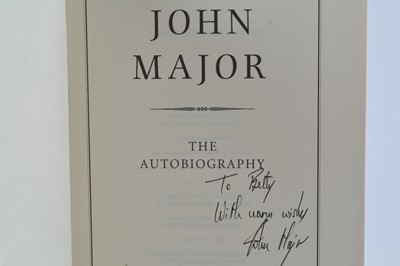 JOHN
MAJOR
THE
AUTOBIOGRAPHY
To Betty
With warm wishes
John Major